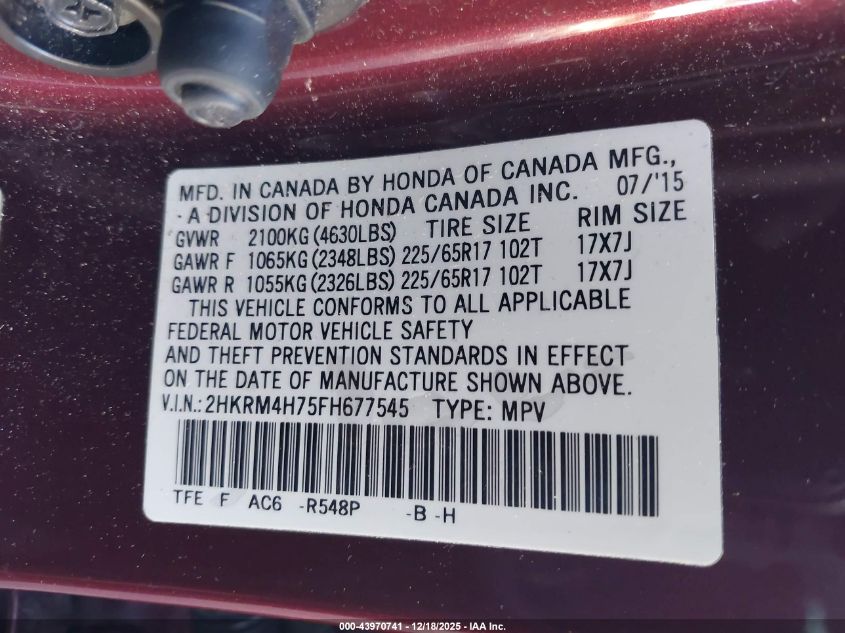 MFD. IN CANADA BY HONDA OF CANADA MFG.,
- A DIVISION OF HONDA CANADA INC. 07/'15
GVWR 2100KG (4630LBS) TIRE SIZE RIM SIZE
GAWR F 1065KG (2348LBS) 225/65R17 102T 17X7J
GAWR R 1055KG (2326LBS) 225/65R17 102T 17X7J
THIS VEHICLE CONFORMS TO ALL APPLICABLE
FEDERAL MOTOR VEHICLE SAFETY
AND THEFT PREVENTION STANDARDS IN EFFECT
ON THE DATE OF MANUFACTURE SHOWN ABOVE.
V.I.N.: 2HKRM4H75FH677545 TYPE: MPV
TFE F AC6 -R548P -B -H
000-43970741 – 12/18/2025 – IAA Inc.